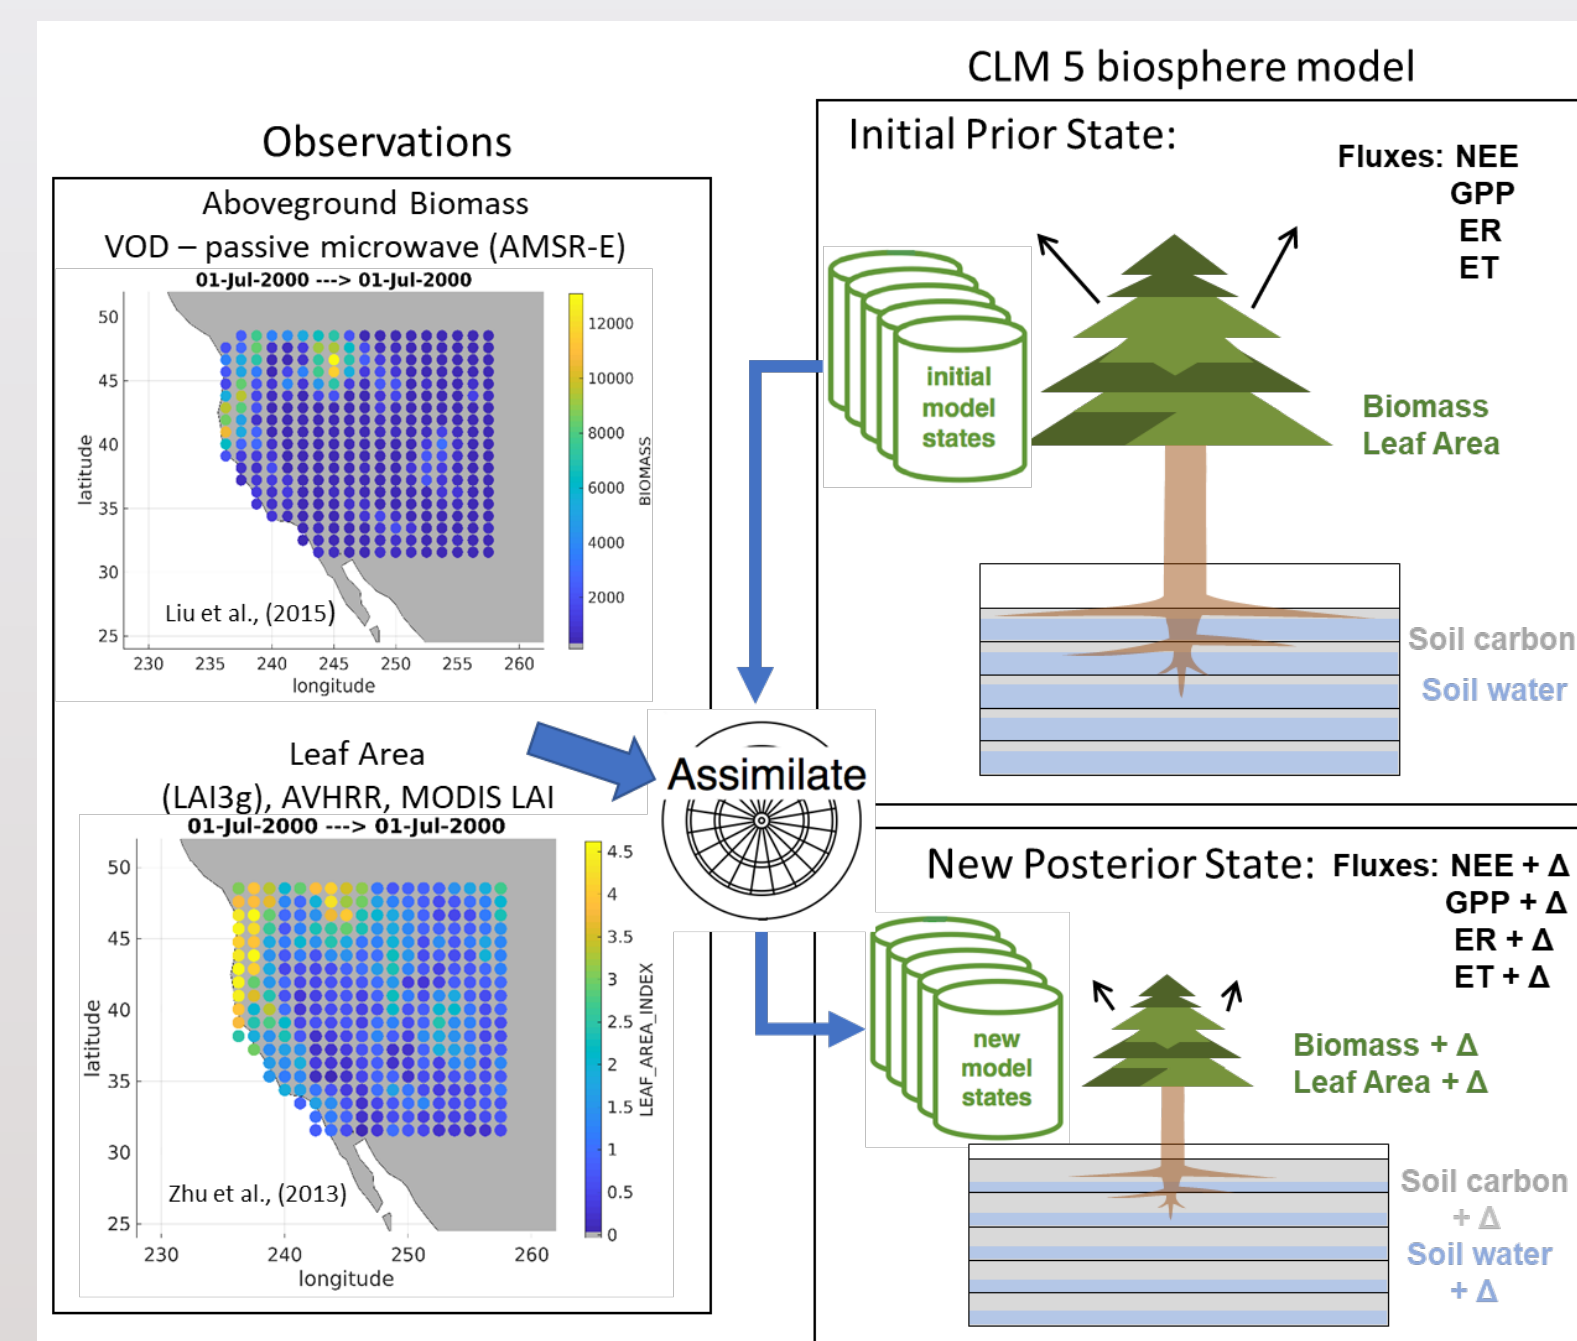 CLM 5 biosphere model
Observations
Aboveground Biomass
VOD – passive microwave (AMSR-E)
01-Jul-2000 ---> 01-Jul-2000
50
45
40
35
30
25
latitude
230 235 240 245 250 255 260
longitude
12000
10000
8000
6000
4000
2000
BIOMASS
Liu et al., (2015)
Leaf Area
(LAI3g), AVHRR, MODIS LAI
01-Jul-2000 ---> 01-Jul-2000
50
45
40
35
30
25
latitude
230 240 250 260
longitude
4.5
4
3.5
3
2.5
2
1.5
1
0.5
0
LEAF_AREA_INDEX
Zhu et al., (2013)
Assimilate
Initial Prior State:
Fluxes: NEE
GPP
ER
ET
initial
model
states
Biomass
Leaf Area
Soil carbon
Soil water
New Posterior State:
Fluxes: NEE + Δ
GPP + Δ
ER + Δ
ET + Δ
new
model
states
Biomass + Δ
Leaf Area + Δ
Soil carbon
+ Δ
Soil water
+ Δ